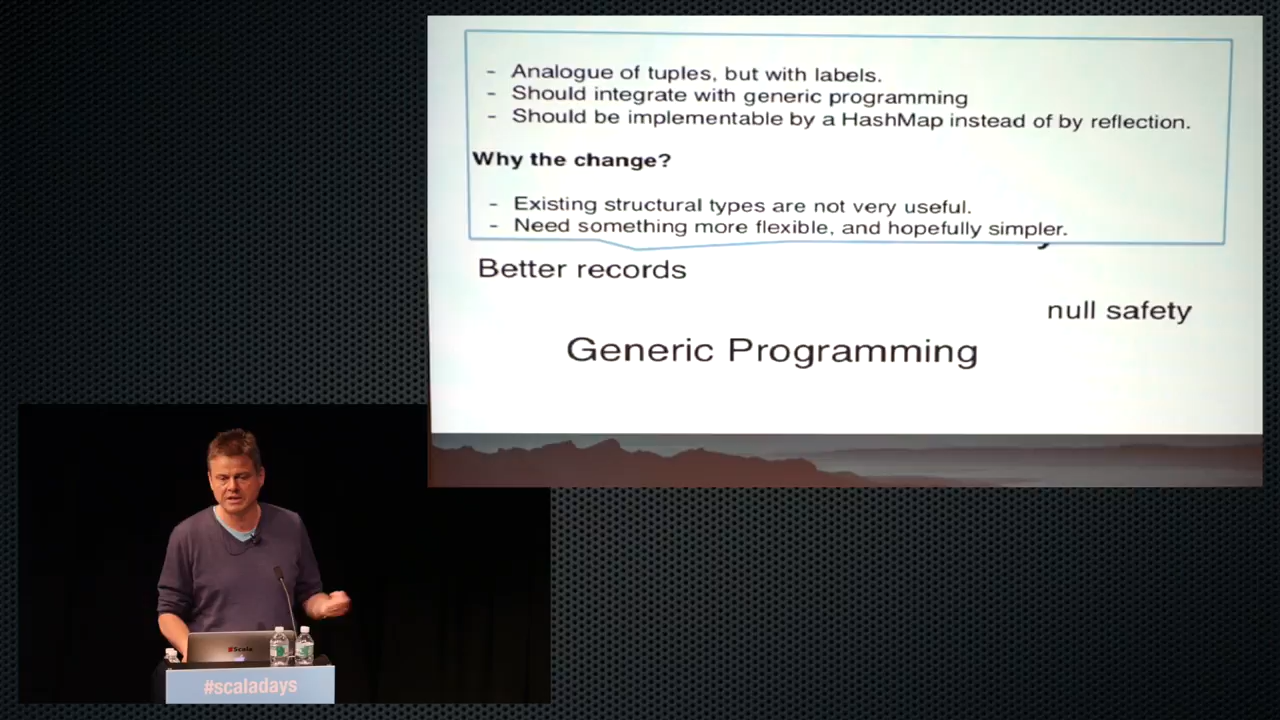 - Analogue of tuples, but with labels.
- Should integrate with generic programming
- Should be implementable by a HashMap instead of by reflection.
Why the change?
- Existing structural types are not very useful.
- Need something more flexible, and hopefully simpler.
Better records
null safety
Generic Programming
Scala
#scaladays